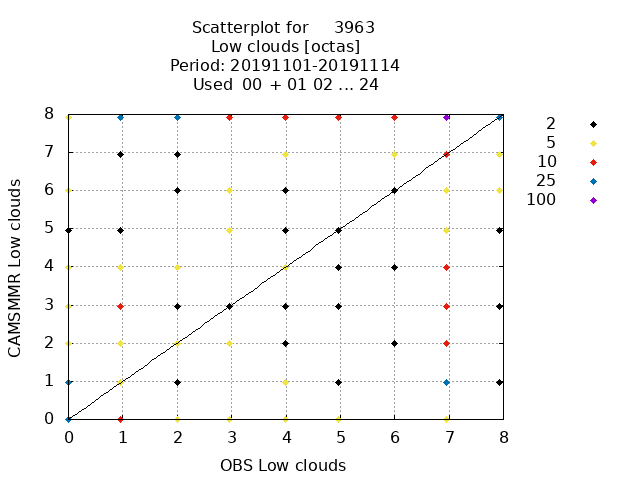 Scatterplot for 3963
Low clouds [octas]
Period: 20191101-20191114
Used 00 + 01 02 ... 24
8
7
6
5
4
3
2
1
0
CAMSMMR Low clouds
0 1 2 3 4 5 6 7 8
OBS Low clouds
2
5
10
25
100